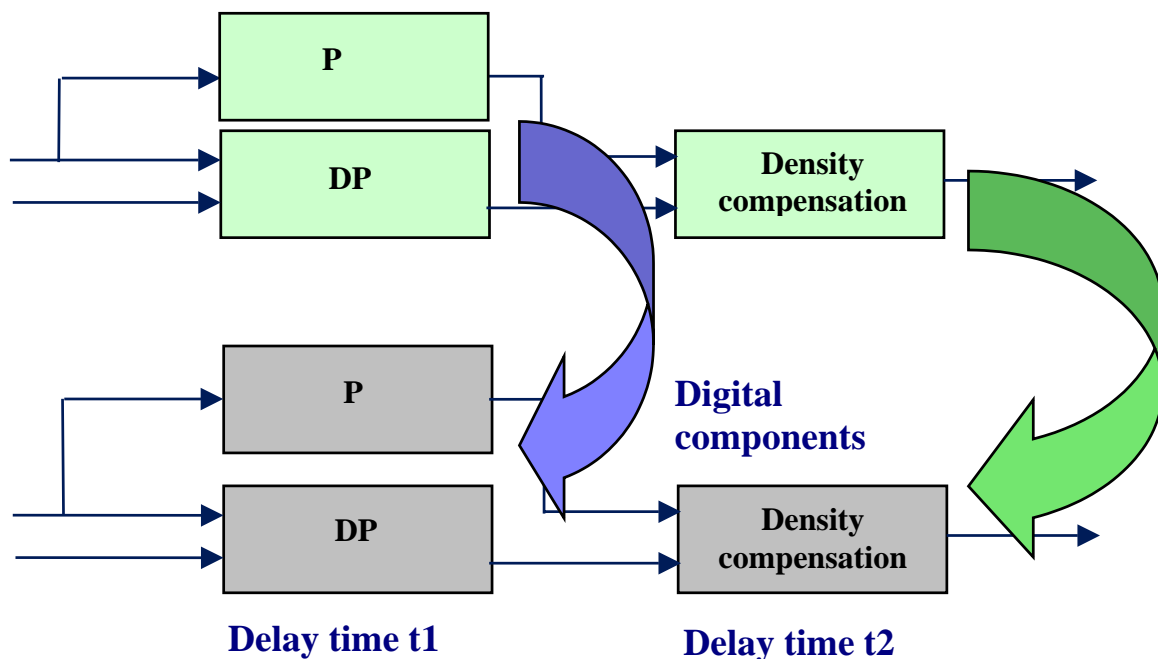 P
DP
Density
compensation
P
Digital
components
DP
Density
compensation
Delay time t1
Delay time t2